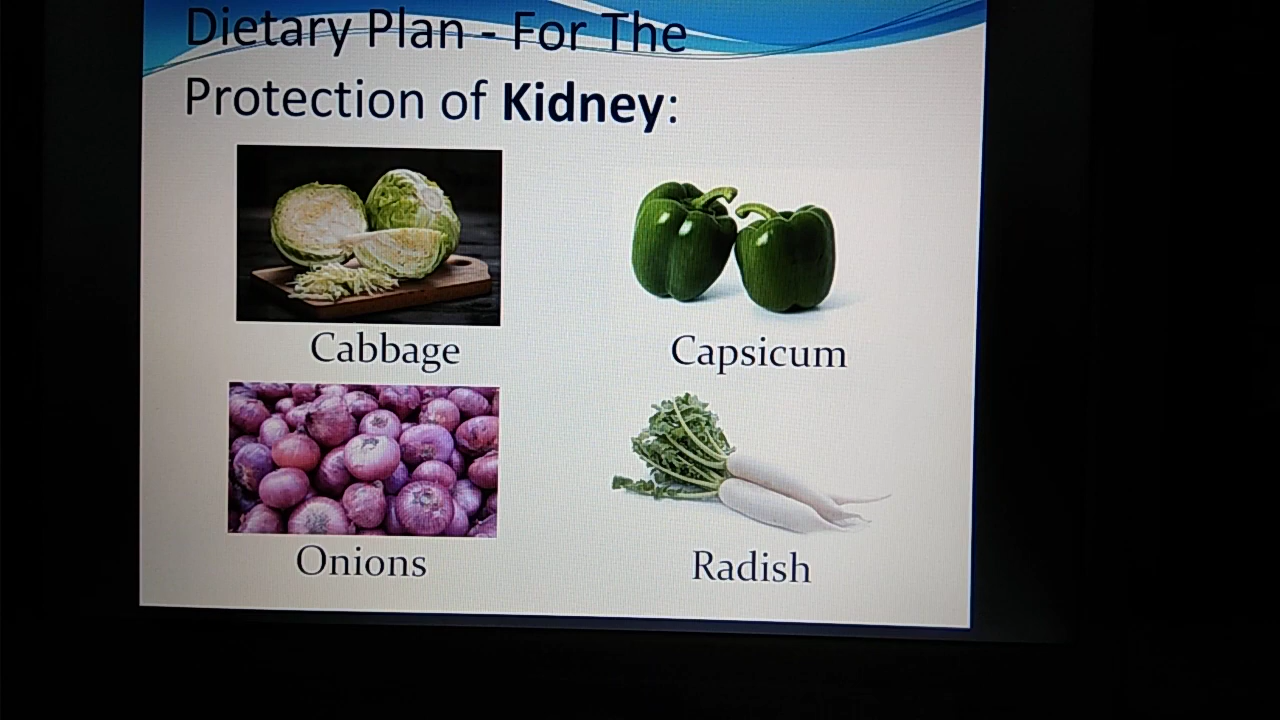 Dietary Plan - For The
Protection of Kidney:
Cabbage
Capsicum
Onions
Radish